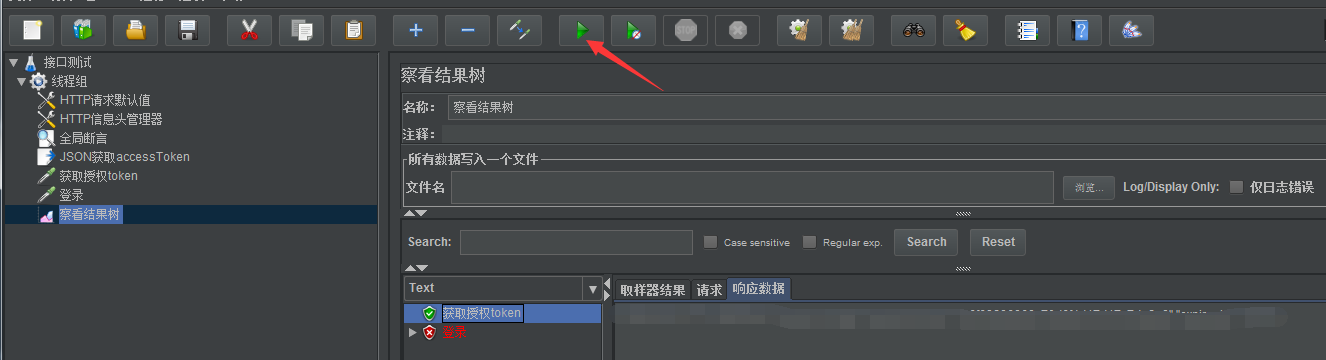 STOP
接口测试
线程组
HTTP请求默认值
HTTP信息头管理器
全局断言
JSON获取accessToken
获取授权token
登录
察看结果树
察看结果树
名称： 察看结果树
注释：
所有数据写入一个文件
文件名 浏览... Log/Display Only: 仅日志错误
Search: Case sensitive Regular exp. Search Reset
Text
取样器结果 请求 响应数据
获取授权token
登录